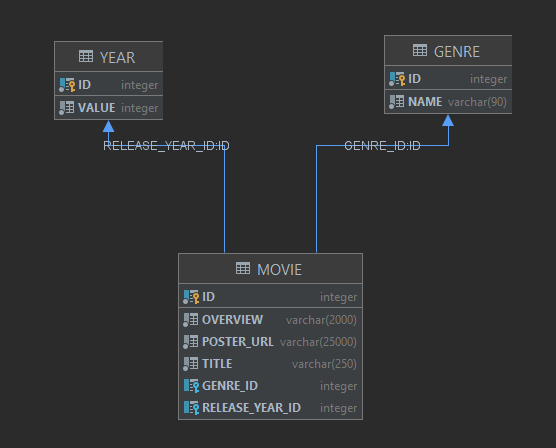 YEAR
ID integer
VALUE integer
GENRE
ID integer
NAME varchar(90)
RELEASE_YEAR_ID:ID
GENRE_ID:ID
MOVIE
ID integer
OVERVIEW varchar(2000)
POSTER_URL varchar(25000)
TITLE varchar(250)
GENRE_ID integer
RELEASE_YEAR_ID integer